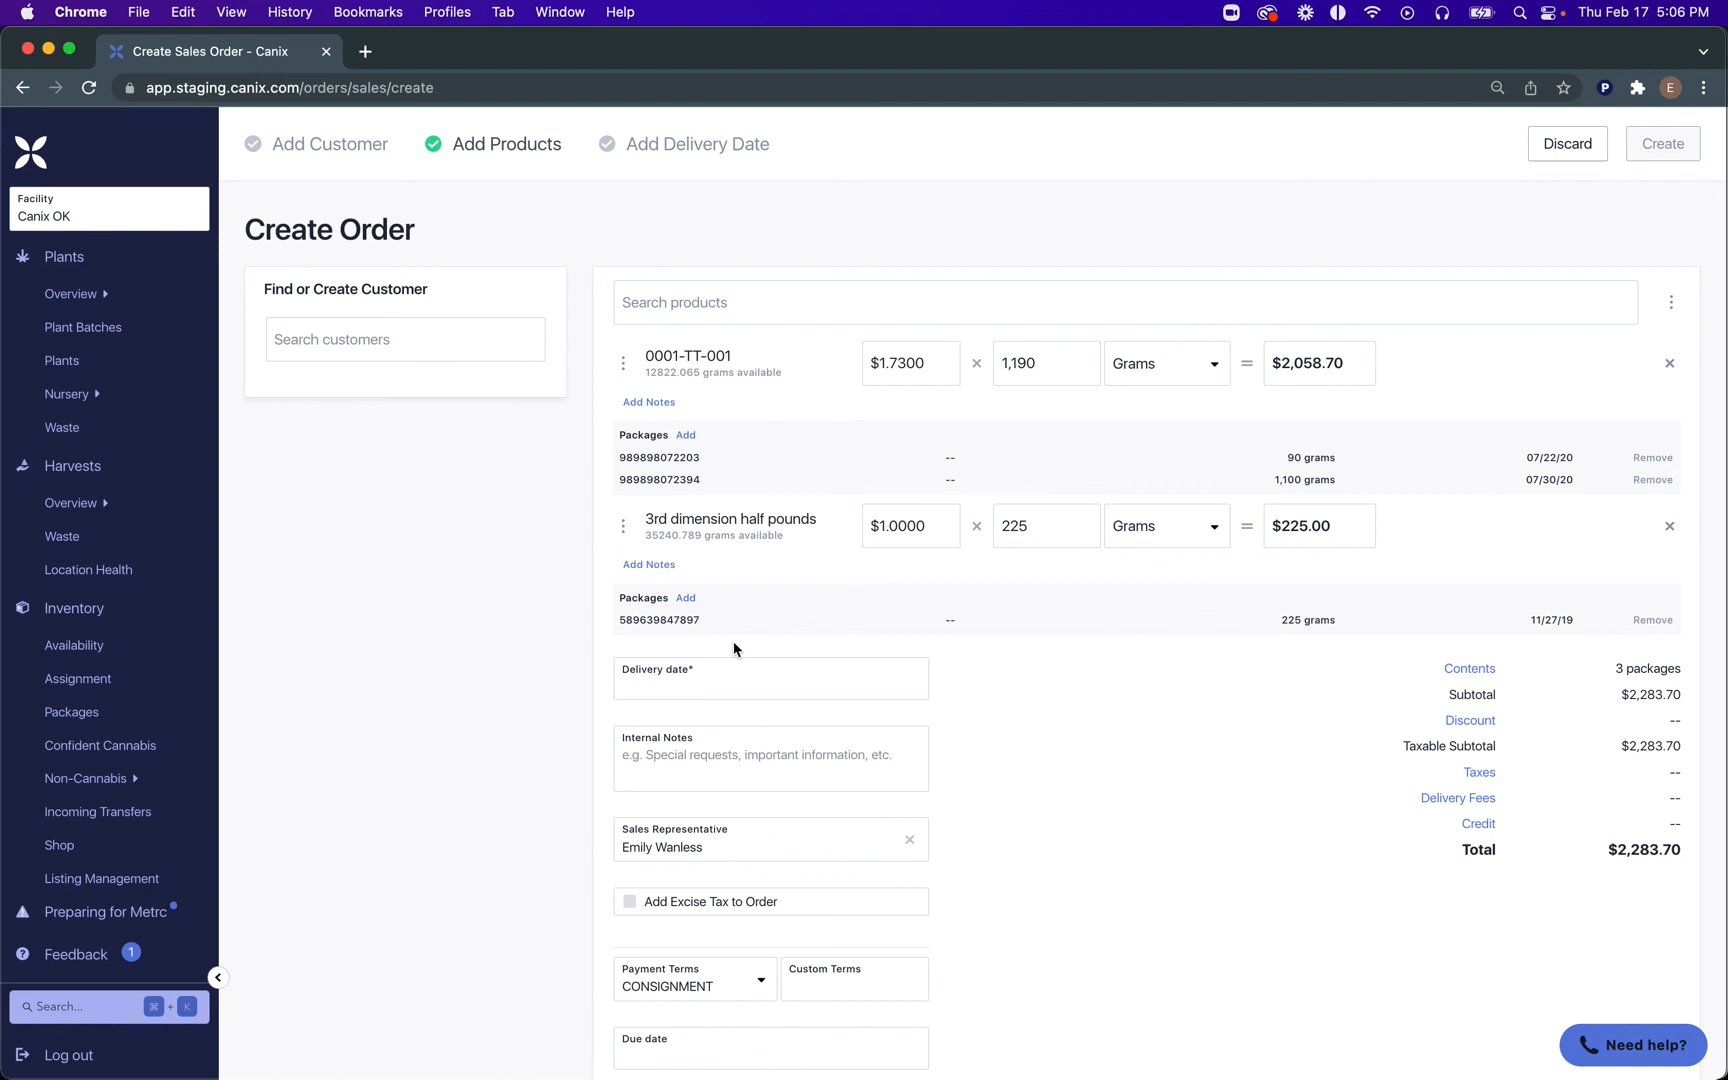 Chrome File Edit View History Bookmarks Profiles Tab Window Help Thu Feb 17 5:06 PM
Create Sales Order - Canix
app.staging.canix.com/orders/sales/create P E
Add Customer Add Products Add Delivery Date Discard Create
Facility
Canix OK
Plants
Overview
Plant Batches
Plants
Nursery
Waste
Harvests
Overview
Waste
Location Health
Inventory
Availability
Assignment
Packages
Confident Cannabis
Non-Cannabis
Incoming Transfers
Shop
Listing Management
Preparing for Metrc
Feedback 1
Search... ⌘ + K
Log out
Create Order
Find or Create Customer
Search customers
Search products
0001-TT-001 $1.7300 × 1,190 Grams = $2,058.70 ×
12822.065 grams available
Add Notes
Packages Add
989898072203 -- 90 grams 07/22/20 Remove
989898072394 -- 1,100 grams 07/30/20 Remove
3rd dimension half pounds $1.0000 × 225 Grams = $225.00 ×
35240.789 grams available
Add Notes
Packages Add
589639847897 -- 225 grams 11/27/19 Remove
Delivery date*
Internal Notes
e.g. Special requests, important information, etc.
Sales Representative
Emily Wanless
Add Excise Tax to Order
Payment Terms
CONSIGNMENT
Custom Terms
Due date
Contents 3 packages
Subtotal $2,283.70
Discount --
Taxable Subtotal $2,283.70
Taxes --
Delivery Fees --
Credit --
Total $2,283.70
Need help?